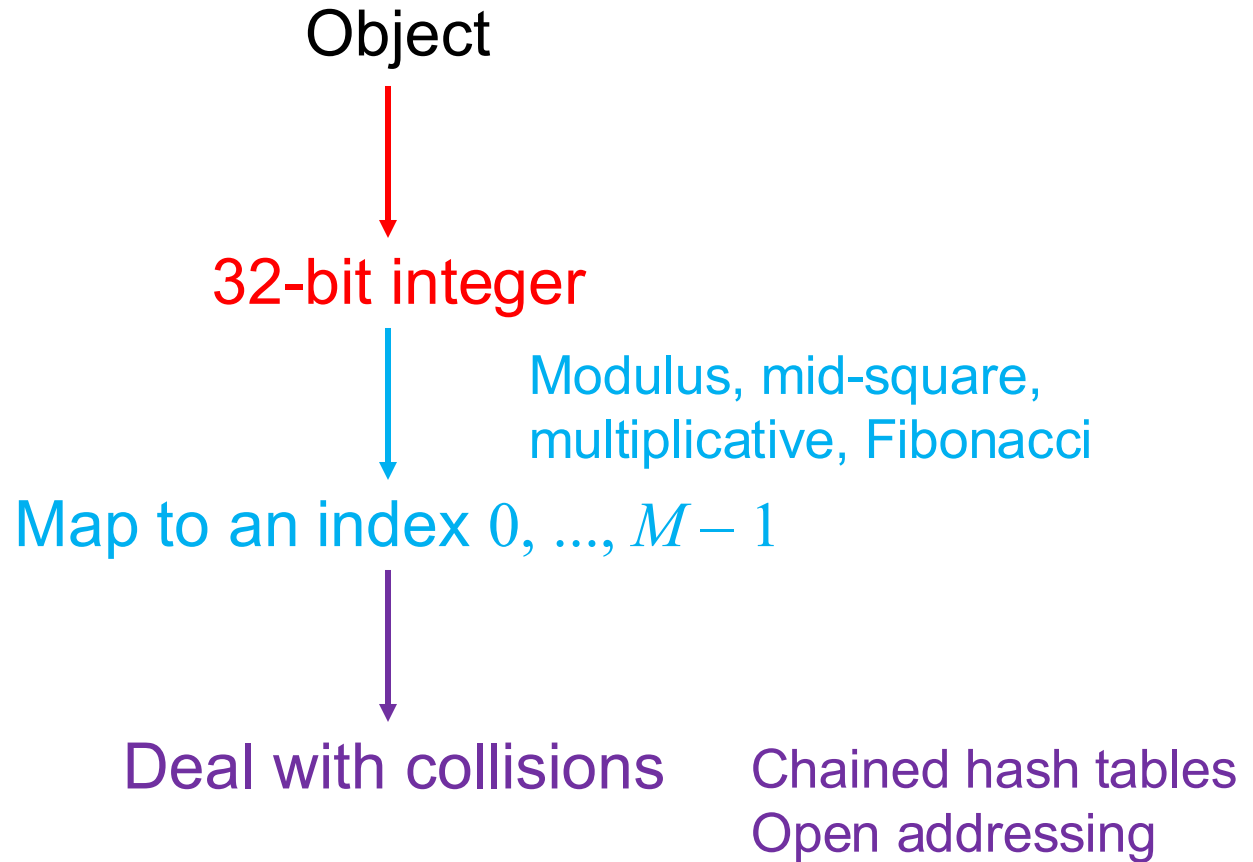 Object
32-bit integer
Modulus, mid-square,
multiplicative, Fibonacci
Map to an index 0, ..., M – 1
Deal with collisions
Chained hash tables
Open addressing